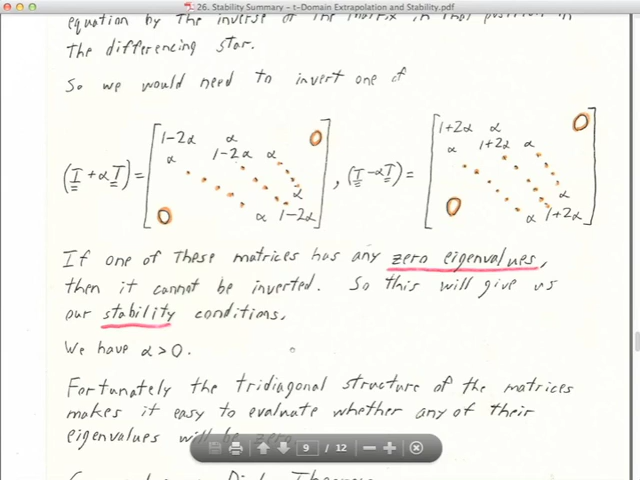 26. Stability Summary – t-Domain Extrapolation and Stability.pdf
equation by the inverse of the matrix in that position in
the differencing star.
So we would need to invert one of
(I + αT) = [ 1-2α α O
α 1-2α α
α
O α 1-2α ] , (I - αT) = [ 1+2α α O
α 1+2α α
α
O α 1+2α ]
If one of these matrices has any zero eigenvalues,
then it cannot be inverted. So this will give us
our stability conditions.
We have α > 0.
Fortunately the tridiagonal structure of the matrices
makes it easy to evaluate whether any of their
eigenvalues will be zero
9 / 12